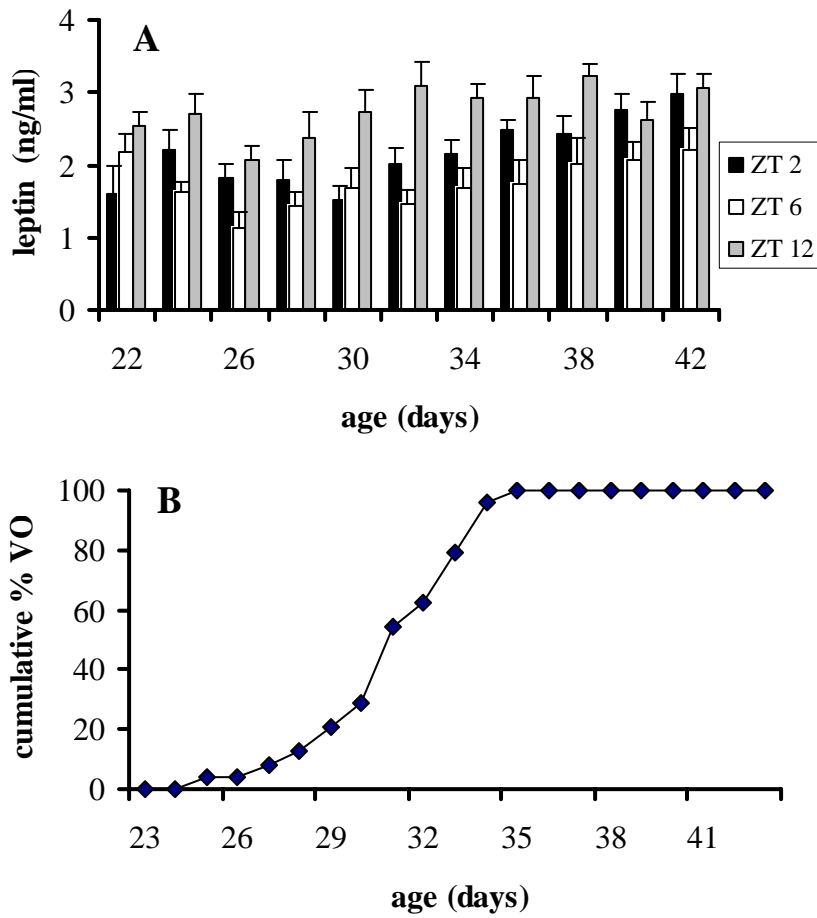 A
leptin (ng/ml)
4
3
2
1
0
22 26 30 34 38 42
age (days)
ZT 2
ZT 6
ZT 12
B
cumulative % VO
100
80
60
40
20
0
23 26 29 32 35 38 41
age (days)